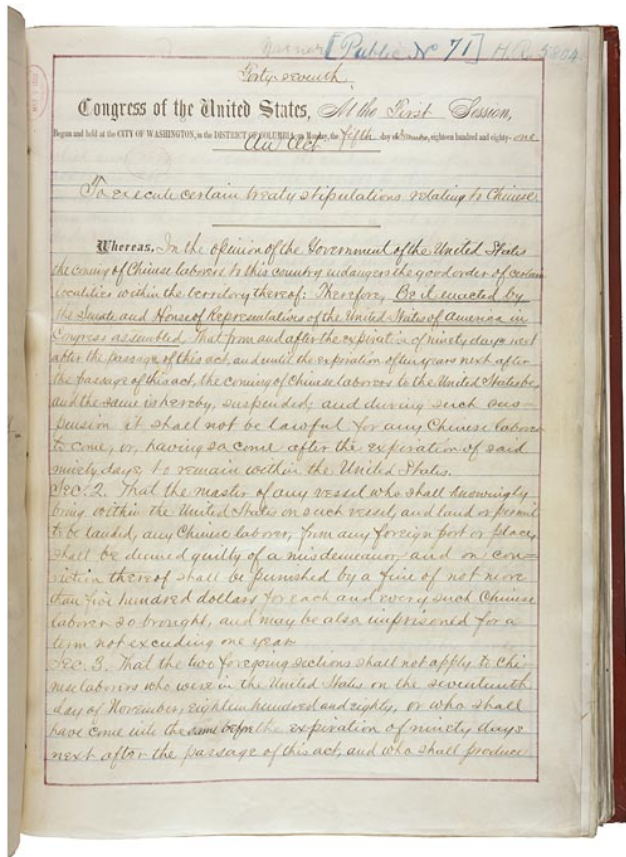 [Public No 71] H.R. 5804
Forty-seventh
Congress of the United States, At the First Session,
Begun and held at the CITY OF WASHINGTON, in the DISTRICT OF COLUMBIA, on Monday, the fifth day of December, eighteen hundred and eighty-one
An Act
To execute certain treaty stipulations relating to Chinese.
Whereas, In the opinion of the Government of the United States
the coming of Chinese laborers to this country endangers the good order of certain
localities within the territory thereof: Therefore, Be it enacted by
the Senate and House of Representatives of the United States of America in
Congress assembled, That from and after the expiration of ninety days next
after the passage of this act, and until the expiration of ten years next after
the passage of this act, the coming of Chinese laborers to the United States be,
and the same is hereby, suspended; and during such sus-
pension it shall not be lawful for any Chinese laborer
to come, or, having so come after the expiration of said
ninety days, to remain within the United States.
Sec. 2. That the master of any vessel who shall knowingly
bring within the United States on such vessel, and land or permit
to be landed, any Chinese laborer, from any foreign port or place,
shall be deemed guilty of a misdemeanor, and on con=
viction thereof shall be punished by a fine of not more
than five hundred dollars for each and every such Chinese
laborer so brought, and may be also imprisoned for a
term not exceeding one year.
Sec. 3. That the two foregoing sections shall not apply to Chi
nese laborers who were in the United States on the seventeenth
day of November, eighteen hundred and eighty, or who shall
have come into the same before the expiration of ninety days
next after the passage of this act, and who shall produce